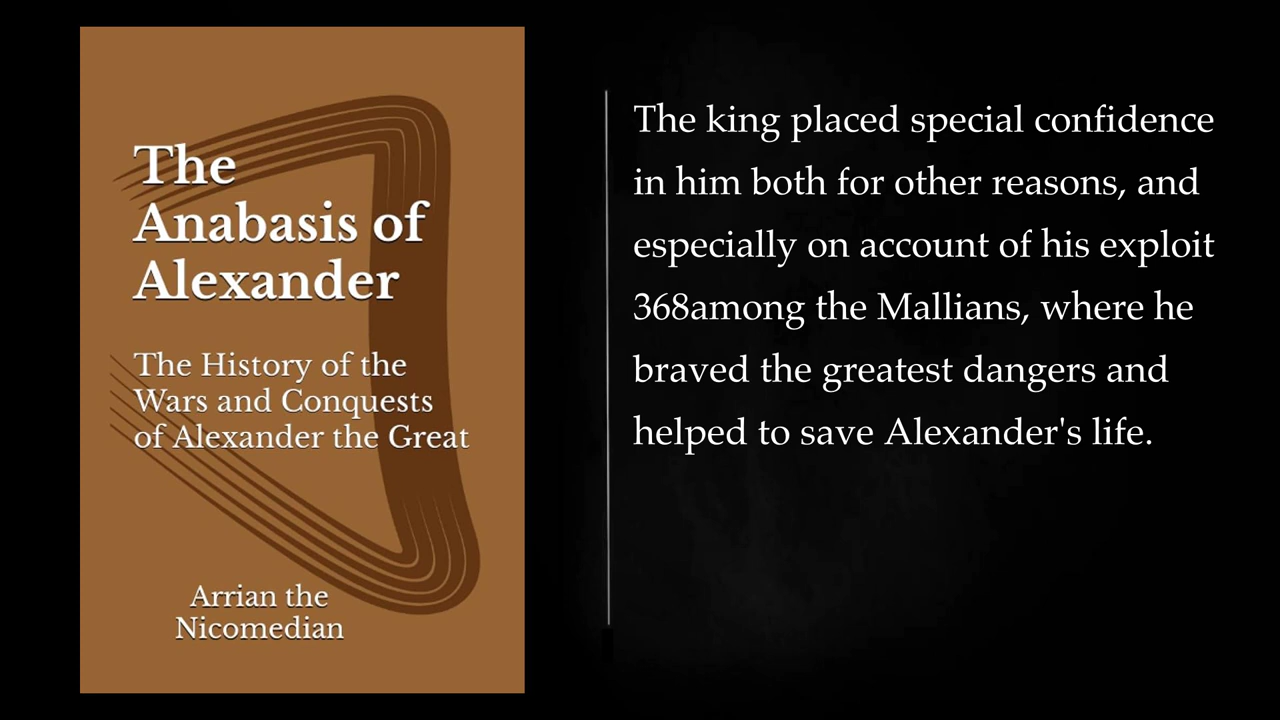 The
Anabasis of
Alexander
The History of the
Wars and Conquests
of Alexander the Great
Arrian the
Nicomedian
The king placed special confidence
in him both for other reasons, and
especially on account of his exploit
368among the Mallians, where he
braved the greatest dangers and
helped to save Alexander's life.